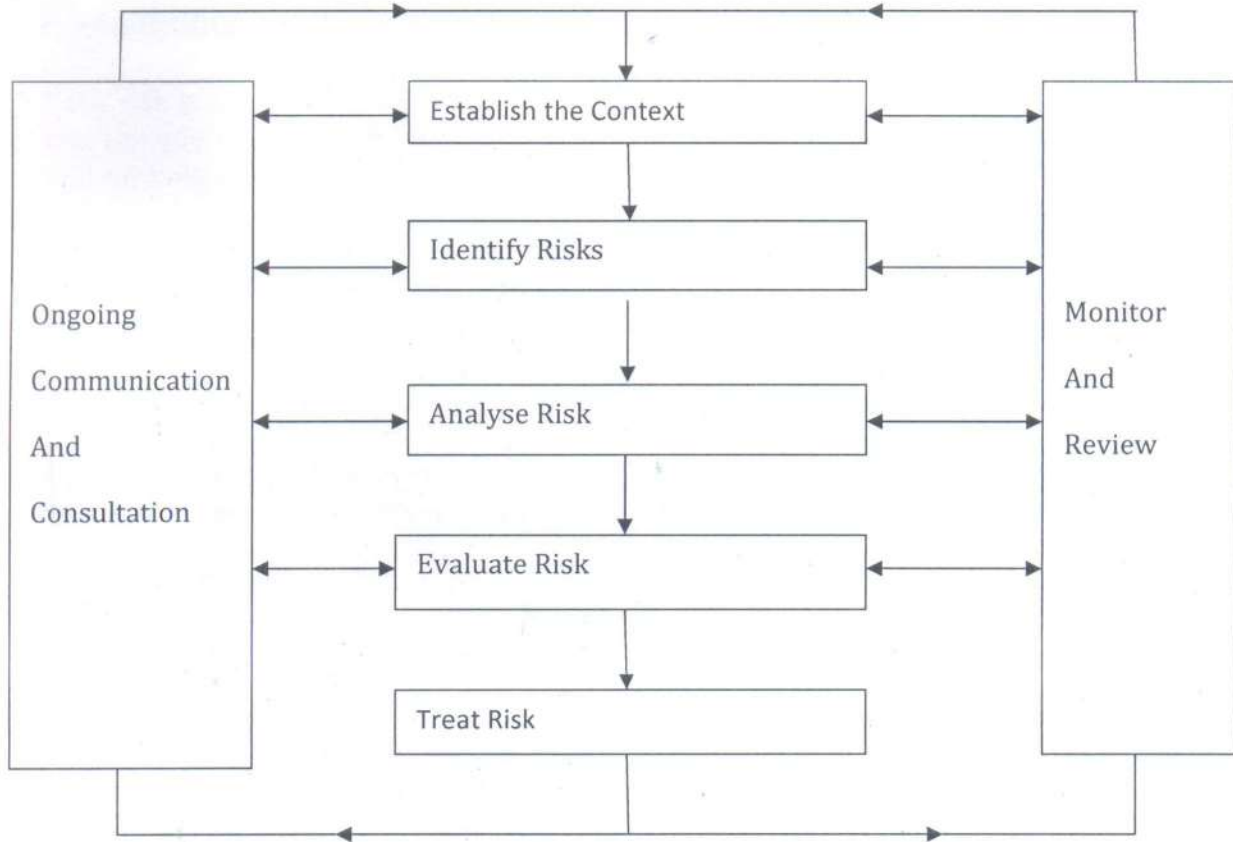 Establish the Context
Identify Risks
Analyse Risk
Evaluate Risk
Treat Risk
Ongoing
Communication
And
Consultation
Monitor
And
Review